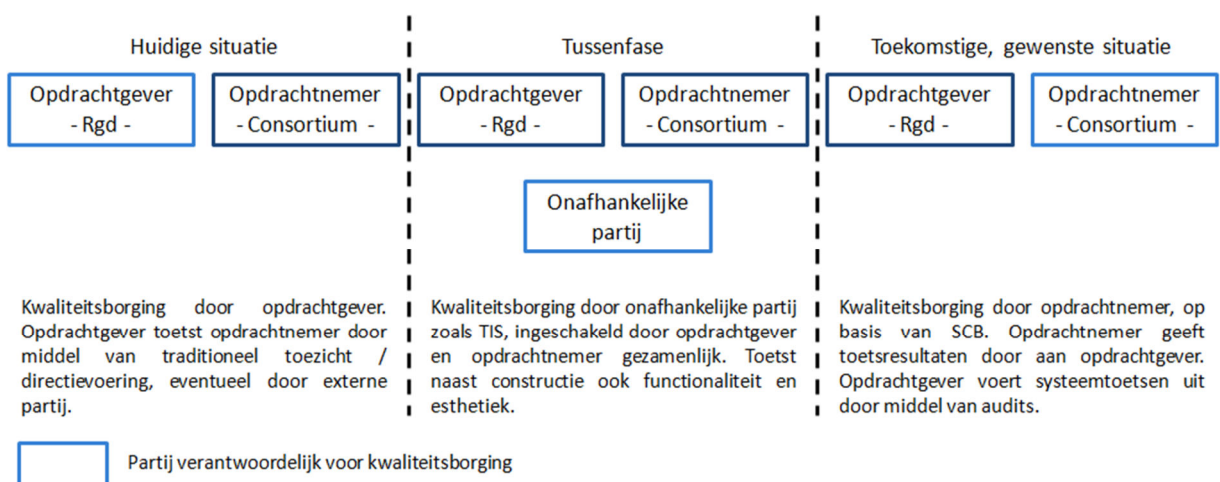 Huidige situatie
Opdrachtgever
- Rgd -
Opdrachtnemer
- Consortium -
Kwaliteitsborging door opdrachtgever.
Opdrachtgever toetst opdrachtnemer door
middel van traditioneel toezicht /
directievoering, eventueel door externe
partij.
Tussenfase
Opdrachtgever
- Rgd -
Opdrachtnemer
- Consortium -
Onafhankelijke
partij
Kwaliteitsborging door onafhankelijke partij
zoals TIS, ingeschakeld door opdrachtgever
en opdrachtnemer gezamenlijk. Toetst
naast constructie ook functionaliteit en
esthetiek.
Toekomstige, gewenste situatie
Opdrachtgever
- Rgd -
Opdrachtnemer
- Consortium -
Kwaliteitsborging door opdrachtnemer, op
basis van SCB. Opdrachtnemer geeft
toetsresultaten door aan opdrachtgever.
Opdrachtgever voert systeemtoetsen uit
door middel van audits.
Partij verantwoordelijk voor kwaliteitsborging